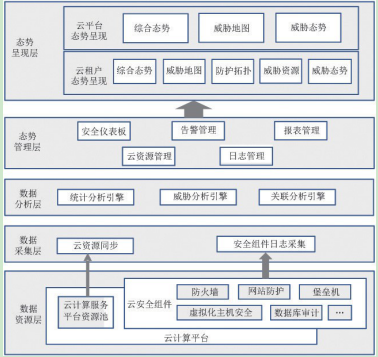 态势
呈现层
云平台
态势呈现
综合态势
威胁地图
威胁态势
云租户
态势呈现
综合态势
威胁地图
防护拓扑
威胁资源
威胁态势
态势
管理层
安全仪表板
告警管理
报表管理
云资源管理
日志管理
数据
分析层
统计分析引擎
威胁分析引擎
关联分析引擎
数据
采集层
云资源同步
安全组件日志采集
数据
资源层
云计算服务
平台资源池
云安全组件
防火墙
网站防护
堡垒机
虚拟化主机安全
数据库审计
...
云计算平台